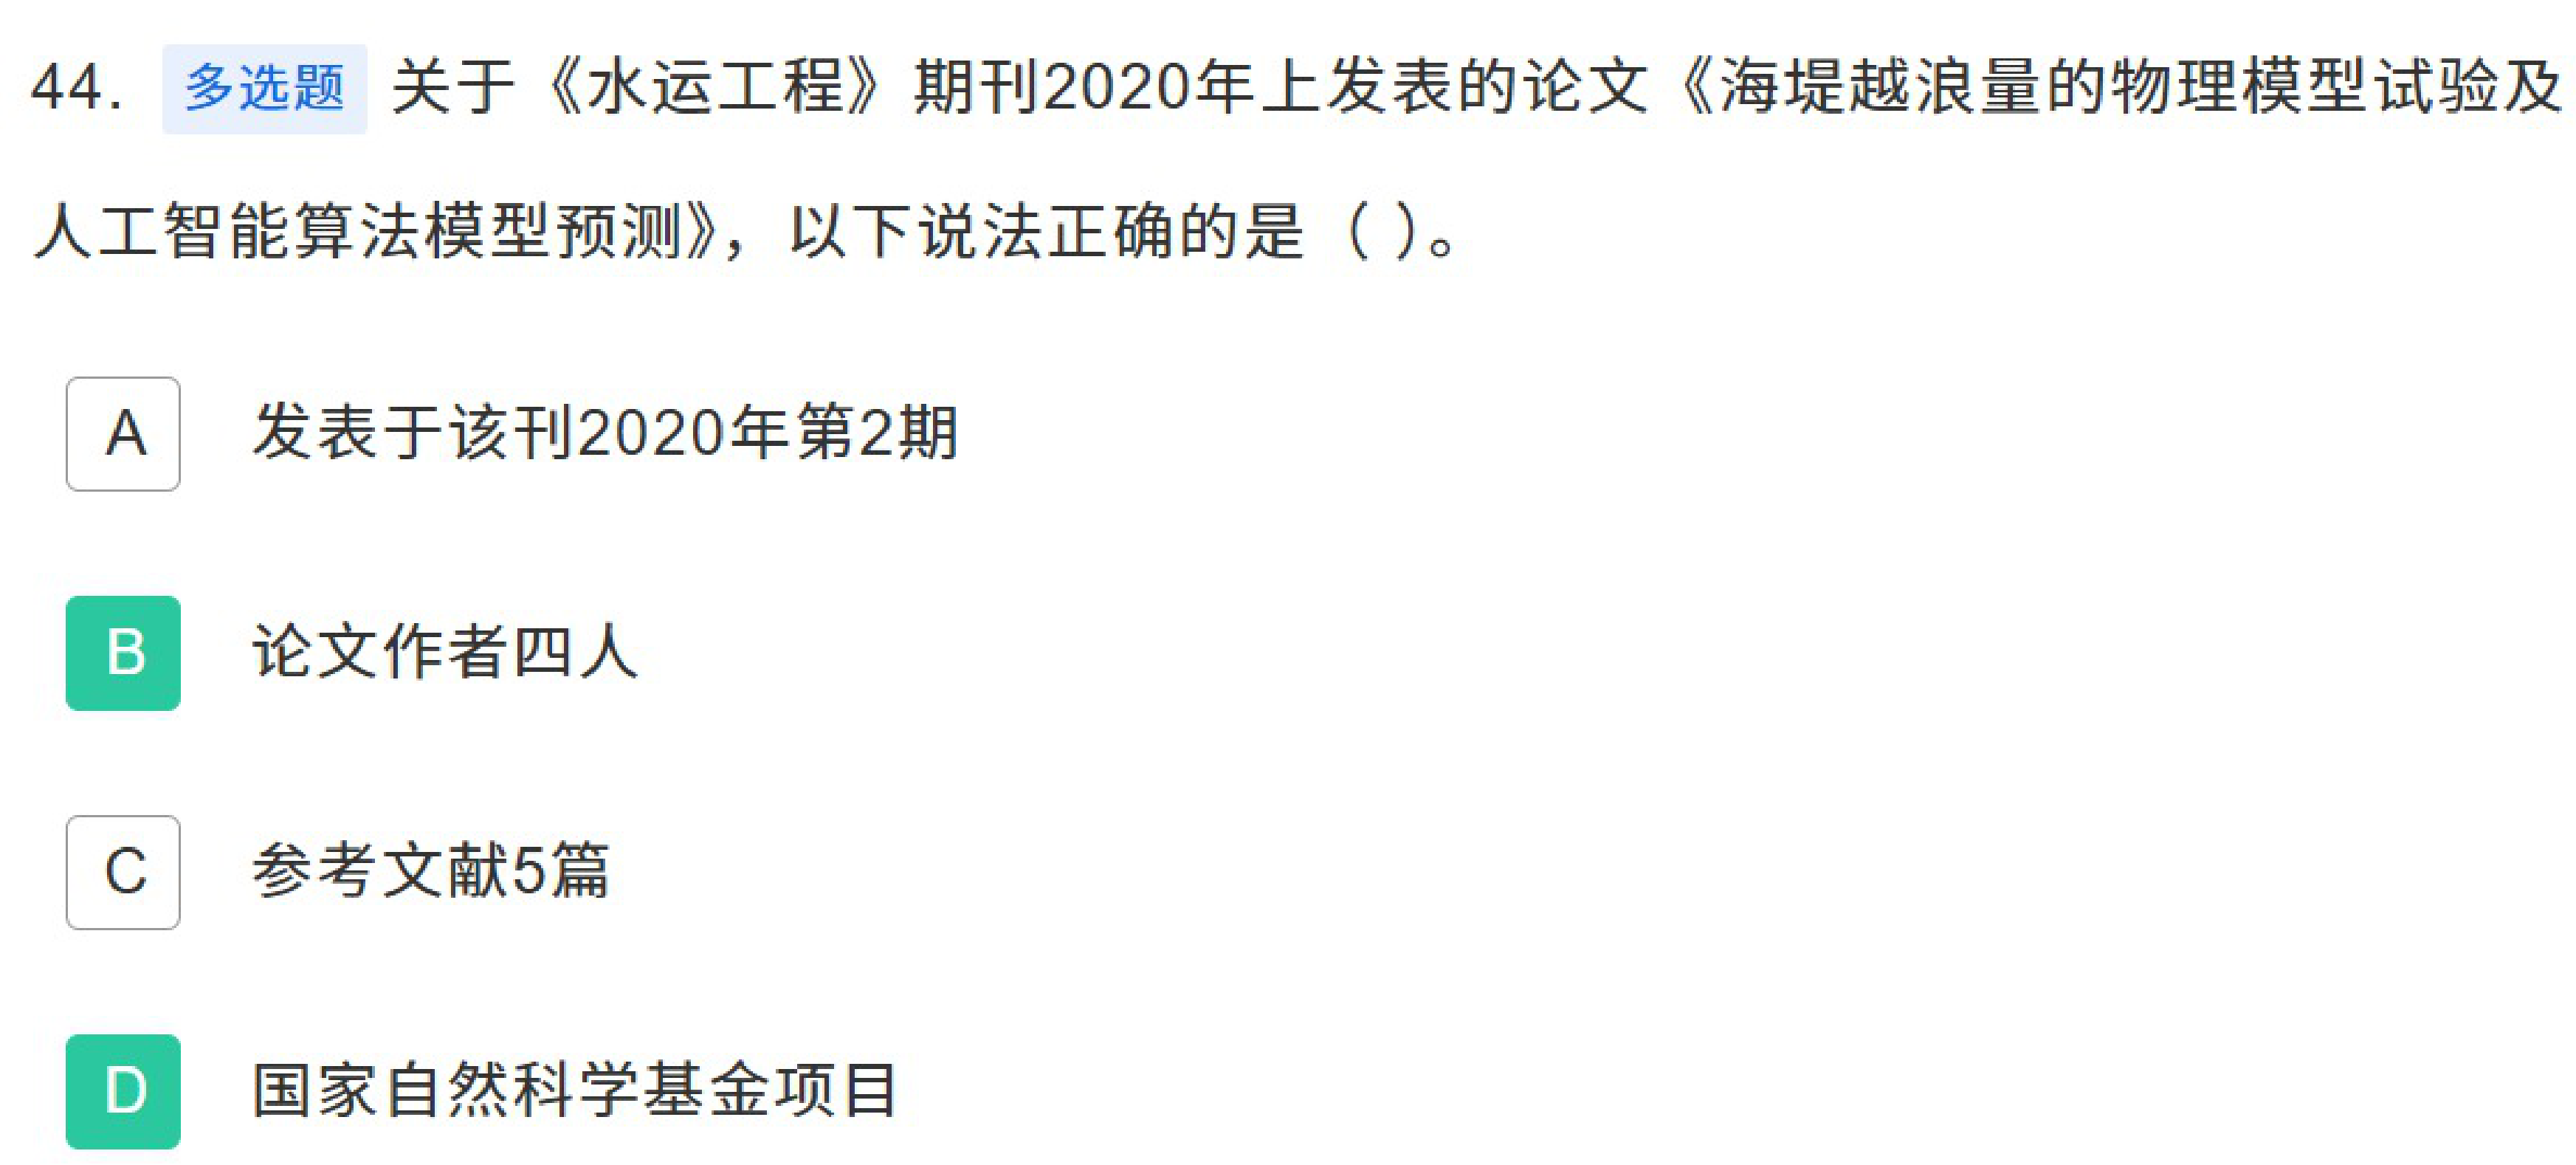 44. 多选题 关于《水运工程》期刊2020年上发表的论文《海堤越浪量的物理模型试验及
人工智能算法模型预测》，以下说法正确的是（ ）。
A 发表于该刊2020年第2期
B 论文作者四人
C 参考文献5篇
D 国家自然科学基金项目